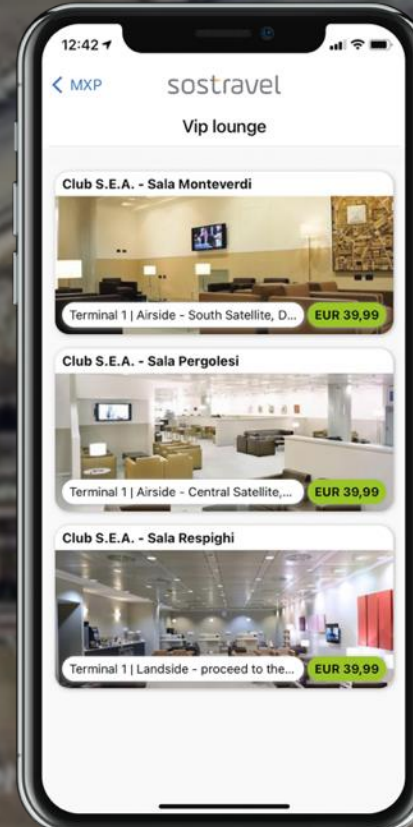 12:42
MXP
sostravel
Vip lounge
Club S.E.A. - Sala Monteverdi
Terminal 1 | Airside - South Satellite, D...
EUR 39,99
Club S.E.A. - Sala Pergolesi
Terminal 1 | Airside - Central Satellite,...
EUR 39,99
Club S.E.A. - Sala Respighi
Terminal 1 | Landside - proceed to the...
EUR 39,99